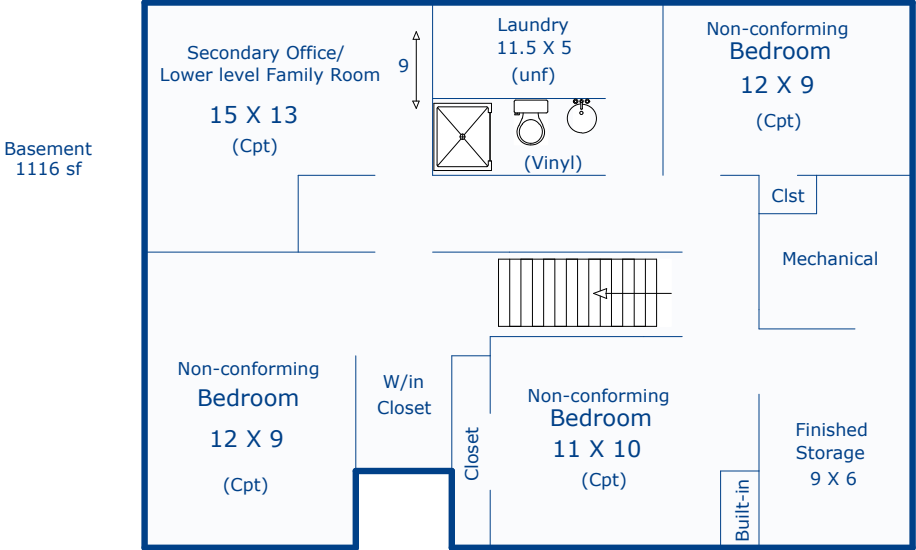 Basement
1116 sf
Secondary Office/
Lower level Family Room
15 X 13
(Cpt)
9
Laundry
11.5 X 5
(unf)
(Vinyl)
Non-conforming
Bedroom
12 X 9
(Cpt)
Clst
Mechanical
Non-conforming
Bedroom
12 X 9
(Cpt)
W/in
Closet
Closet
Non-conforming
Bedroom
11 X 10
(Cpt)
Built-in
Finished
Storage
9 X 6